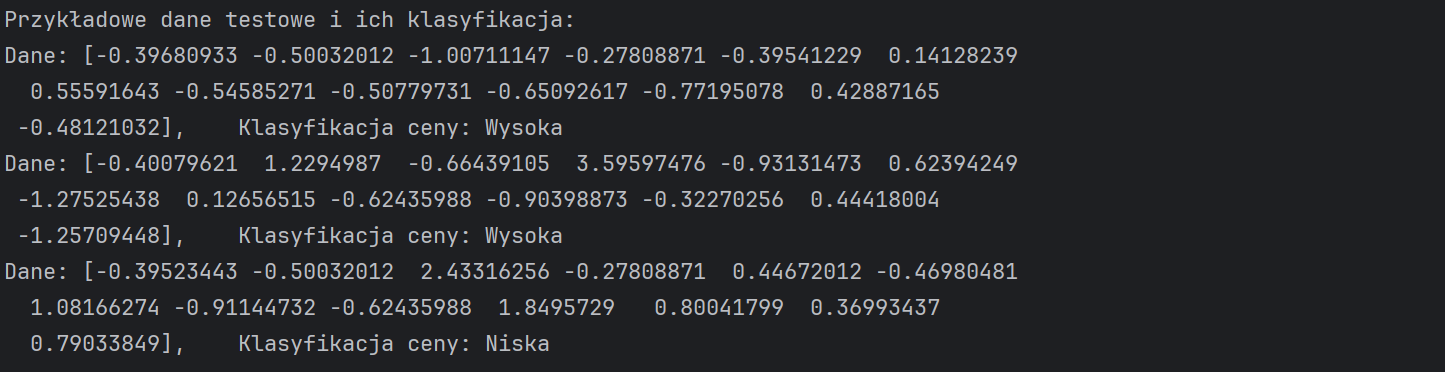 Przykładowe dane testowe i ich klasyfikacja:
Dane: [-0.39680933 -0.50032012 -1.00711147 -0.27808871 -0.39541229  0.14128239
  0.55591643 -0.54585271 -0.50779731 -0.65092617 -0.77195078  0.42887165
 -0.48121032],    Klasyfikacja ceny: Wysoka
Dane: [-0.40079621  1.2294987  -0.66439105  3.59597476 -0.93131473  0.62394249
 -1.27525438  0.12656515 -0.62435988 -0.90398873 -0.32270256  0.44418004
 -1.25709448],    Klasyfikacja ceny: Wysoka
Dane: [-0.39523443 -0.50032012  2.43316256 -0.27808871  0.44672012 -0.46980481
  1.08166274 -0.91144732 -0.62435988  1.8495729   0.80041799  0.36993437
  0.79033849],    Klasyfikacja ceny: Niska